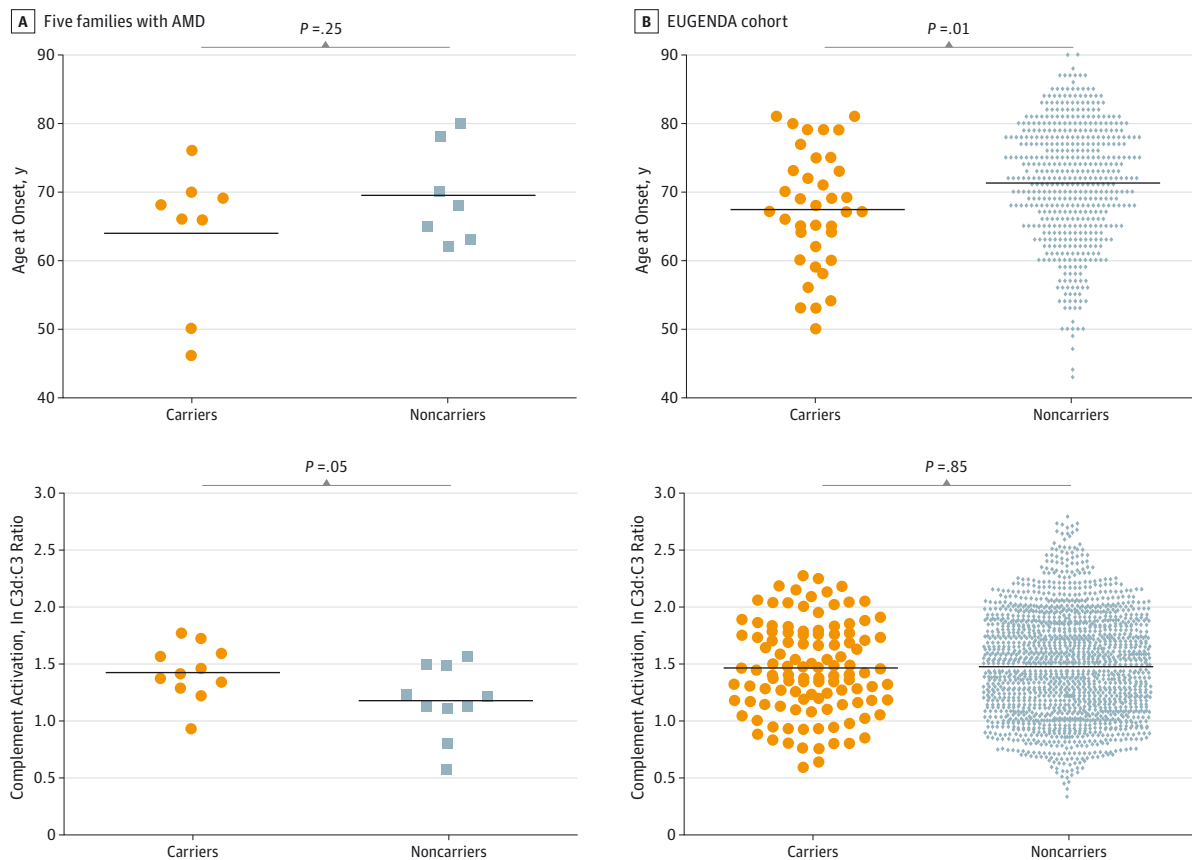 A Five families with AMD
P =.25
Age at Onset, y
90
80
70
60
50
40
Carriers
Noncarriers
B EUGENDA cohort
P =.01
Age at Onset, y
90
80
70
60
50
40
Carriers
Noncarriers
P =.05
Complement Activation, ln C3d:C3 Ratio
3.0
2.5
2.0
1.5
1.0
0.5
0
Carriers
Noncarriers
P =.85
Complement Activation, ln C3d:C3 Ratio
3.0
2.5
2.0
1.5
1.0
0.5
0
Carriers
Noncarriers